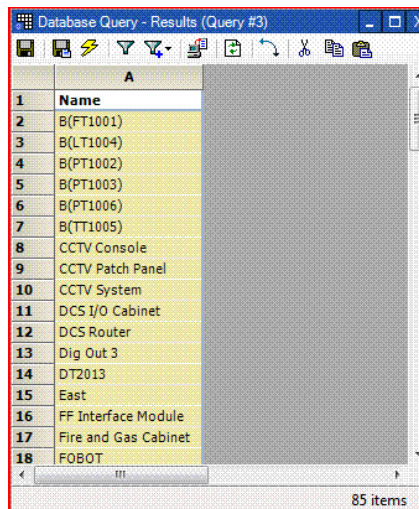 Database Query - Results (Query #3)
A
1 Name
2 B(FT1001)
3 B(LT1004)
4 B(PT1002)
5 B(PT1003)
6 B(PT1006)
7 B(TT1005)
8 CCTV Console
9 CCTV Patch Panel
10 CCTV System
11 DCS I/O Cabinet
12 DCS Router
13 Dig Out 3
14 DT2013
15 East
16 FF Interface Module
17 Fire and Gas Cabinet
18 FOBOT
85 items